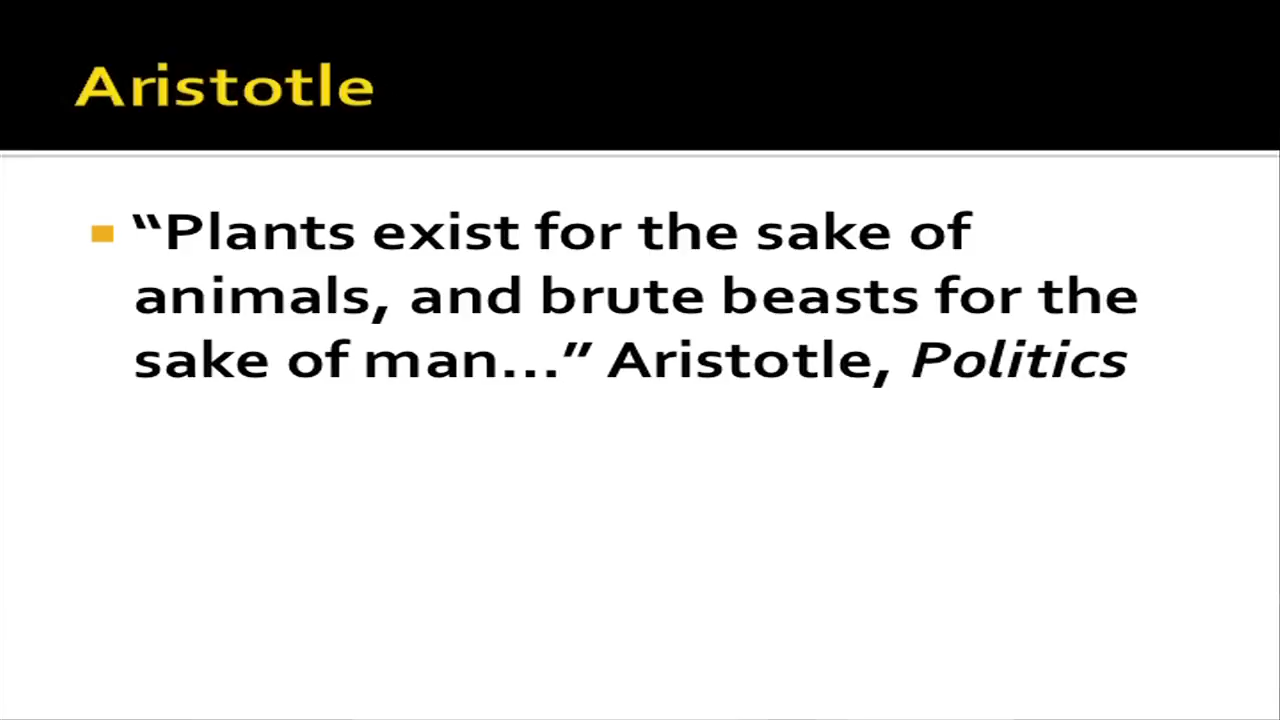 Aristotle
“Plants exist for the sake of
animals, and brute beasts for the
sake of man…” Aristotle, Politics